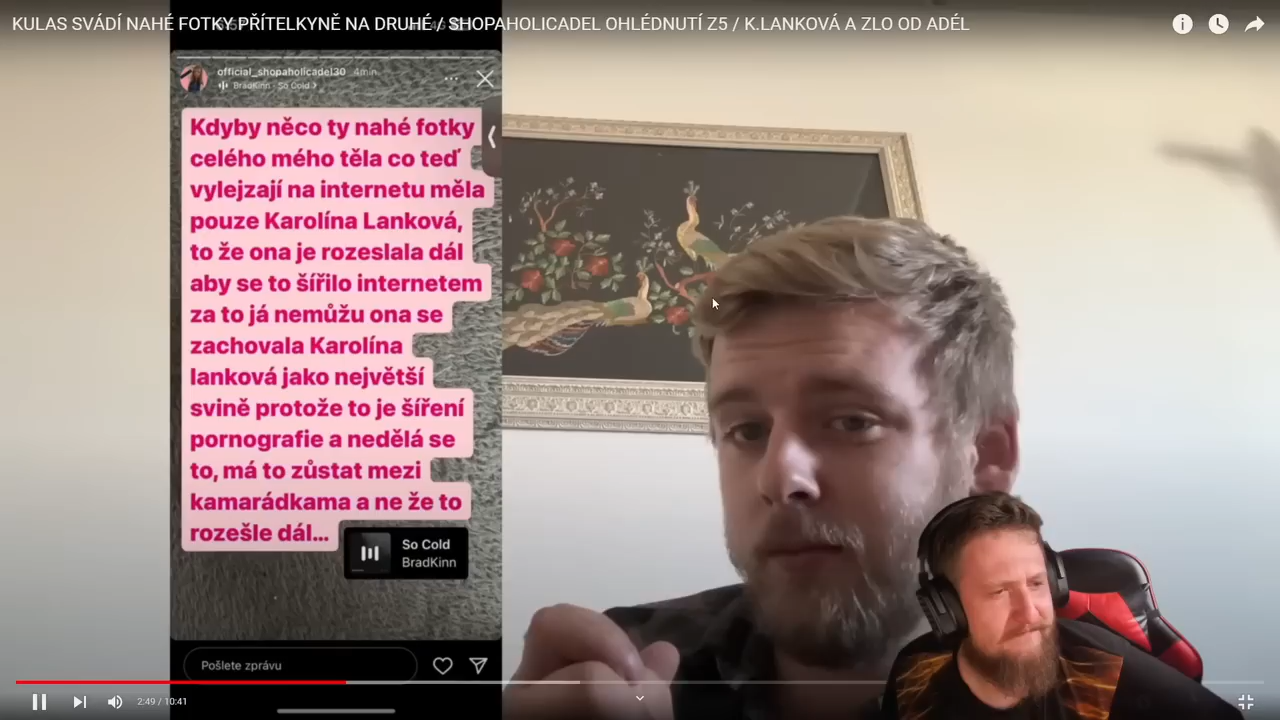 KULAS SVÁDÍ NAHÉ FOTKY PŘÍTELKYNĚ NA DRUHÉ / SHOPAHOLICADEL OHLÉDNUTÍ Z5 / K.LANKOVÁ A ZLO OD ADÉL
official_shopaholicadel30 4min
BradKinn · So Cold >
Kdyby něco ty nahé fotky
celého mého těla co teď
vylejzají na internetu měla
pouze Karolína Lanková,
to že ona je rozeslala dál
aby se to šířilo internetem
za to já nemůžu ona se
zachovala Karolína
lanková jako největší
svině protože to je šíření
pornografie a nedělá se
to, má to zůstat mezi
kamarádkama a ne že to
rozešle dál...
So Cold
BradKinn
Pošlete zprávu
2:49 / 10:41